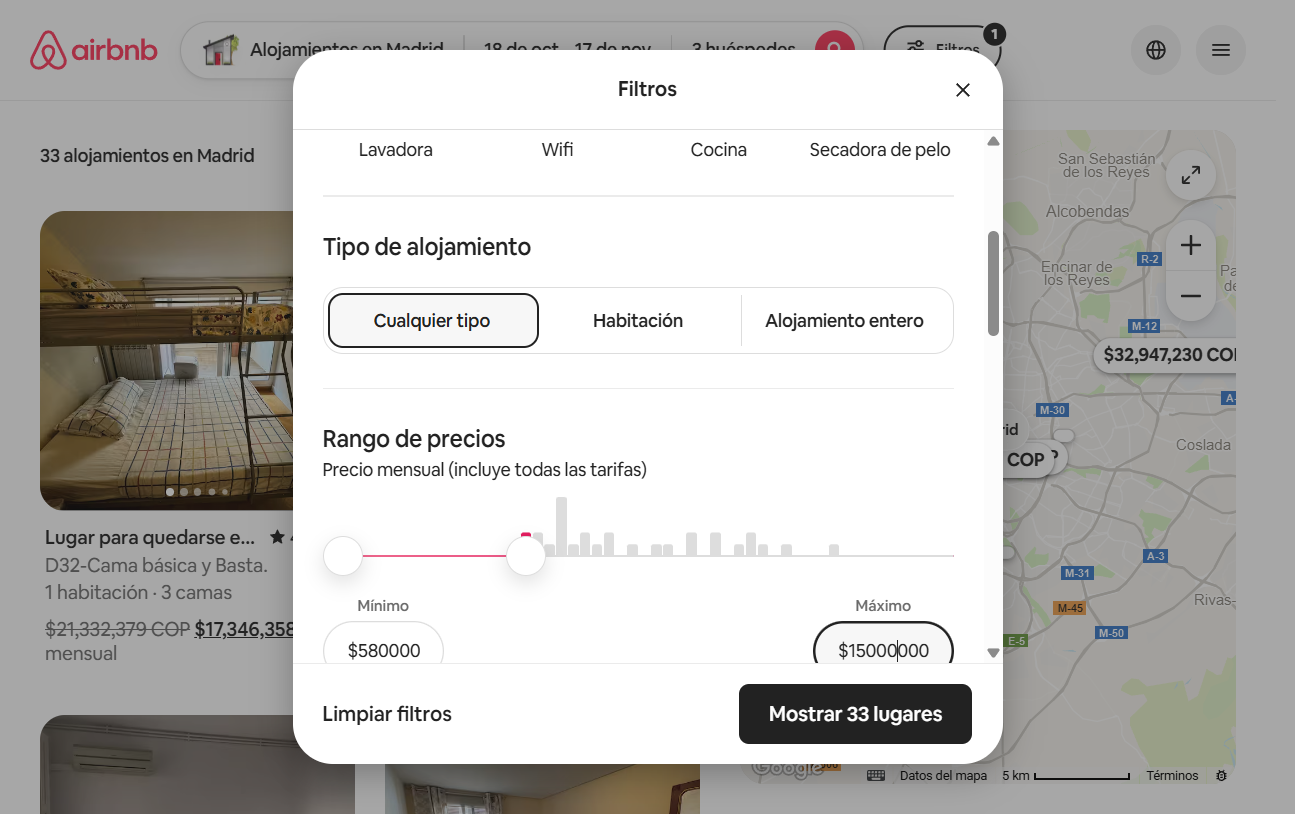 airbnb
Alojamientos en Madrid
18 de oct
17 de nov
3 huéspedes
Filtros
1
33 alojamientos en Madrid
Filtros
Lavadora
Wifi
Cocina
Secadora de pelo
Tipo de alojamiento
Cualquier tipo
Habitación
Alojamiento entero
Rango de precios
Precio mensual (incluye todas las tarifas)
Mínimo
Máximo
$580000
$15000000
Limpiar filtros
Mostrar 33 lugares
Lugar para quedarse e...
D32-Cama básica y Basta.
1 habitación · 3 camas
$21,332,379 COP $17,346,358
mensual
San Sebastián
de los Reyes
Alcobendas
R-2
Encinar de
los Reyes
M-12
$32,947,230 COP
M-30
COP
Coslada
A-3
M-31
M-45
Rivas-
M-50
E-5
Google
Datos del mapa
5 km
Términos